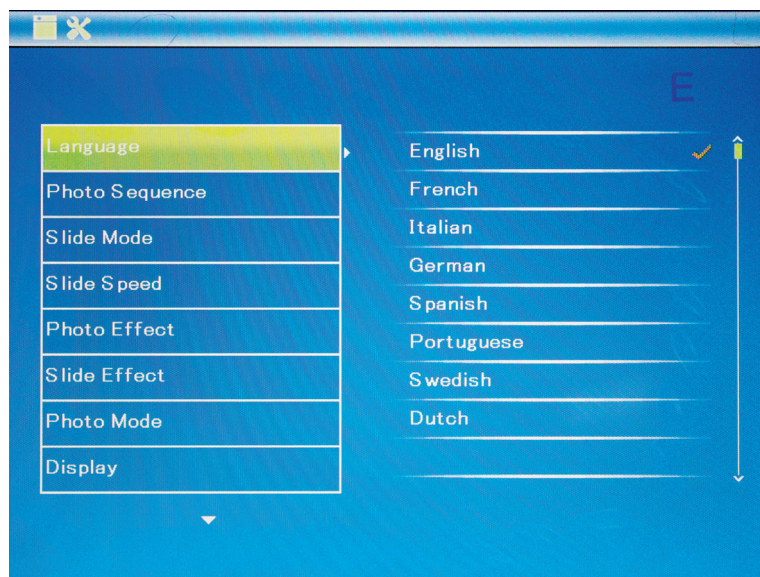 E
Language
Photo Sequence
Slide Mode
Slide Speed
Photo Effect
Slide Effect
Photo Mode
Display
English
French
Italian
German
Spanish
Portuguese
Swedish
Dutch